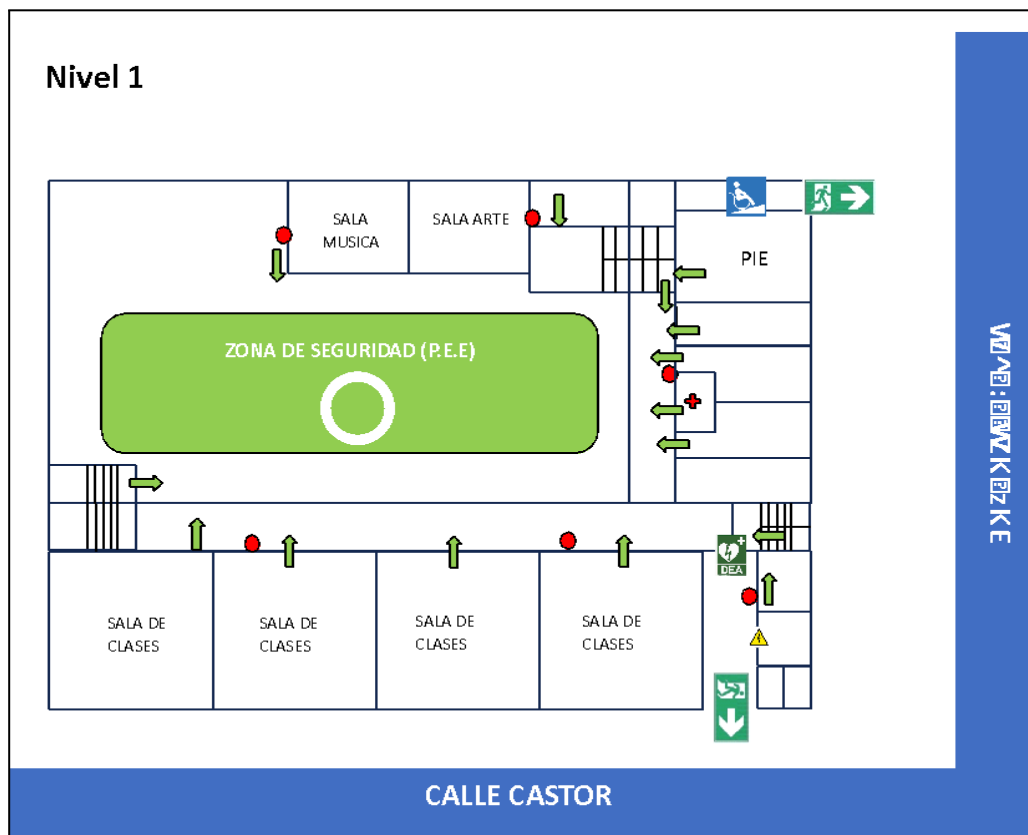 Nivel 1
SALA
MUSICA
SALA ARTE
PIE
ZONA DE SEGURIDAD (P.E.E)
DEA
SALA DE
CLASES
SALA DE
CLASES
SALA DE
CLASES
SALA DE
CLASES
CALLE CASTOR